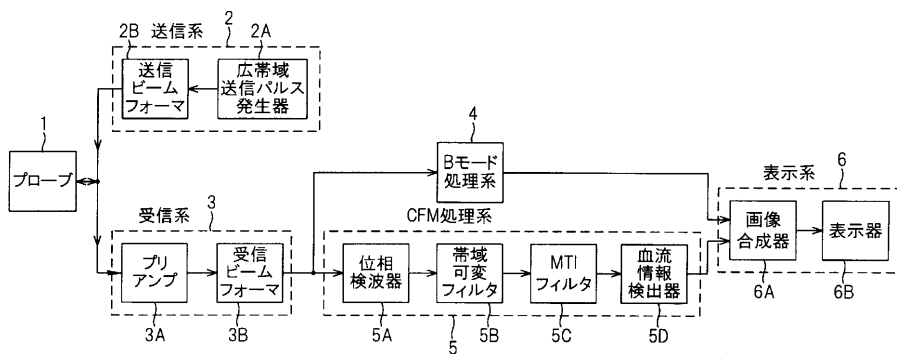 送信系
2
2B
2A
送信
ビーム
フォーマ
広帯域
送信パルス
発生器
1
プローブ
4
Bモード
処理系
表示系
6
画像
合成器
表示器
6A
6B
受信系
3
プリ
アンプ
受信
ビーム
フォーマ
3A
3B
CFM処理系
位相
検波器
帯域
可変
フィルタ
MTI
フィルタ
血流
情報
検出器
5A
5
5B
5C
5D